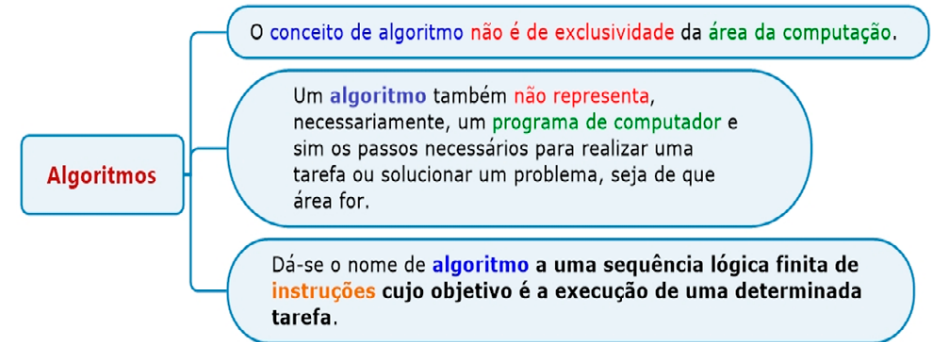 O conceito de algoritmo não é de exclusividade da área da computação.
Um algoritmo também não representa,
necessariamente, um programa de computador e
sim os passos necessários para realizar uma
tarefa ou solucionar um problema, seja de que
área for.
Algoritmos
Dá-se o nome de algoritmo a uma sequência lógica finita de
instruções cujo objetivo é a execução de uma determinada
tarefa.